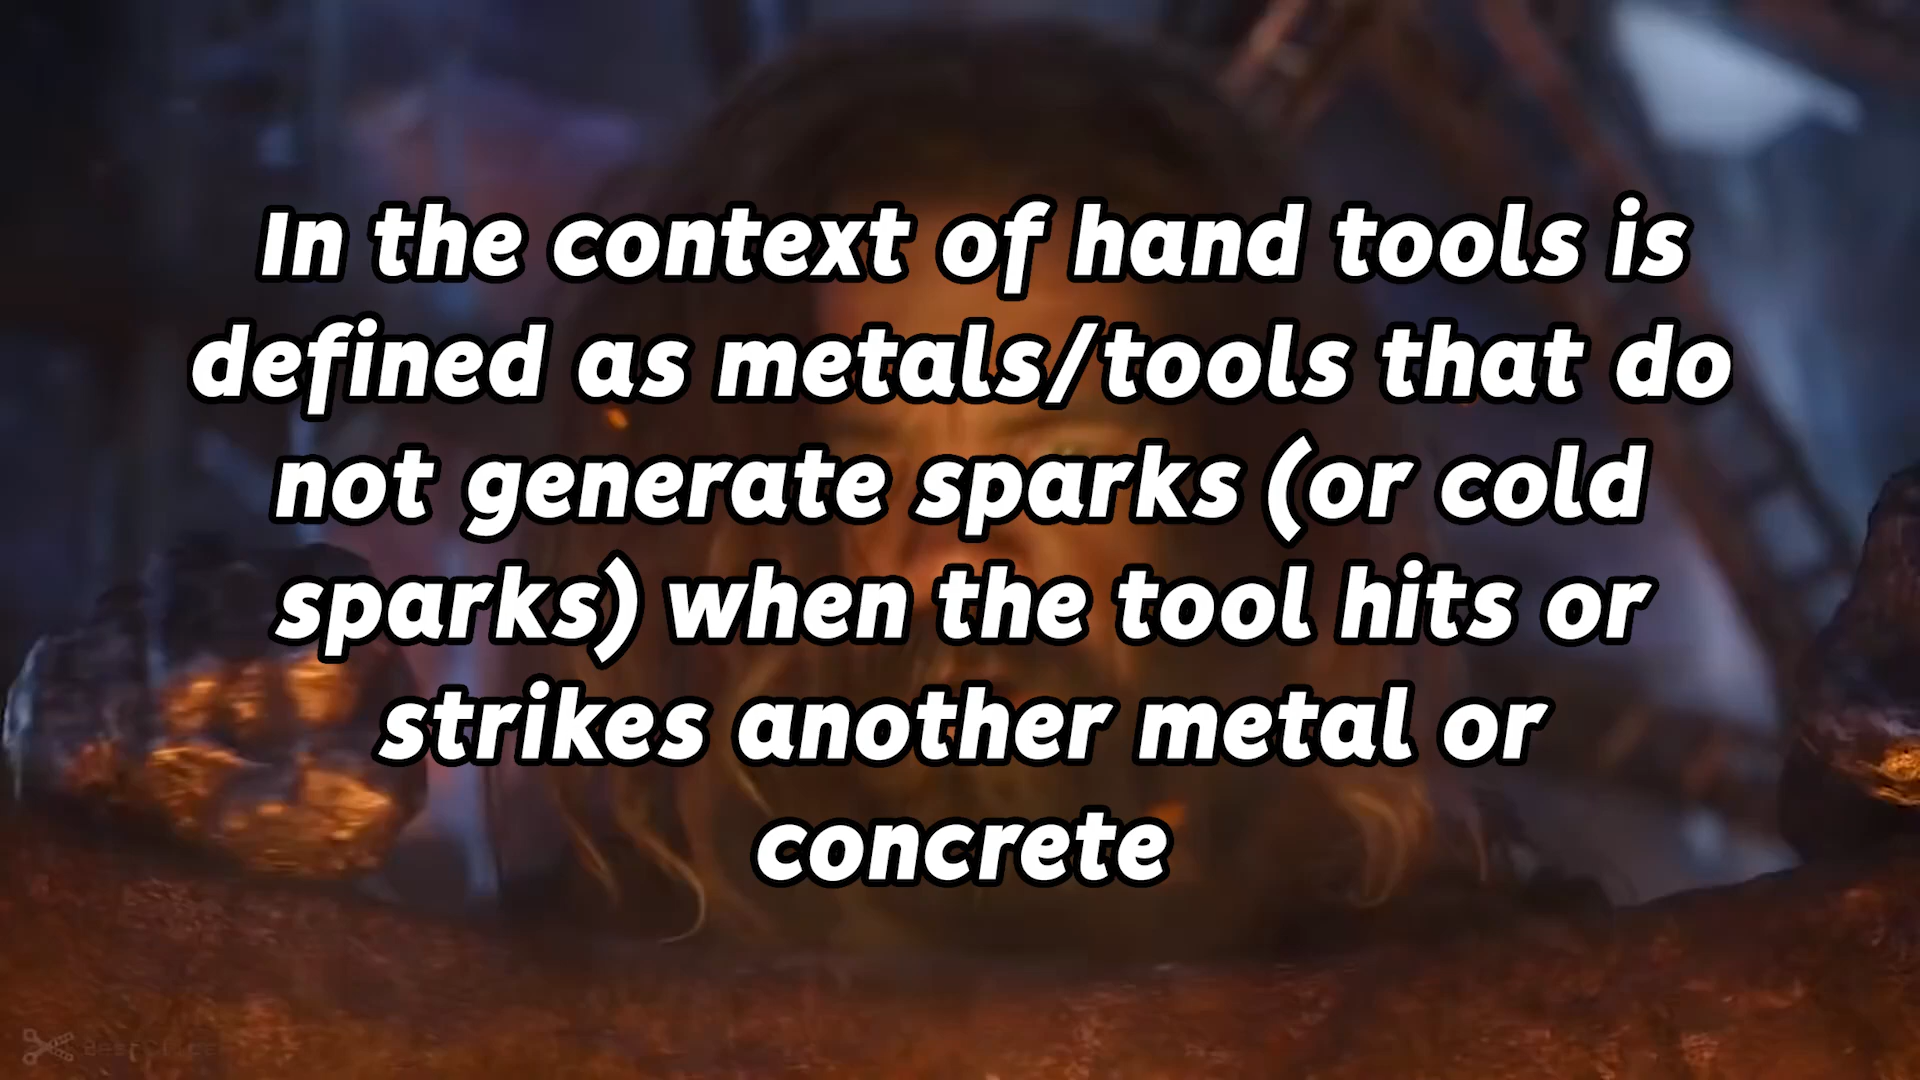 In the context of hand tools is
defined as metals/tools that do
not generate sparks (or cold
sparks) when the tool hits or
strikes another metal or
concrete